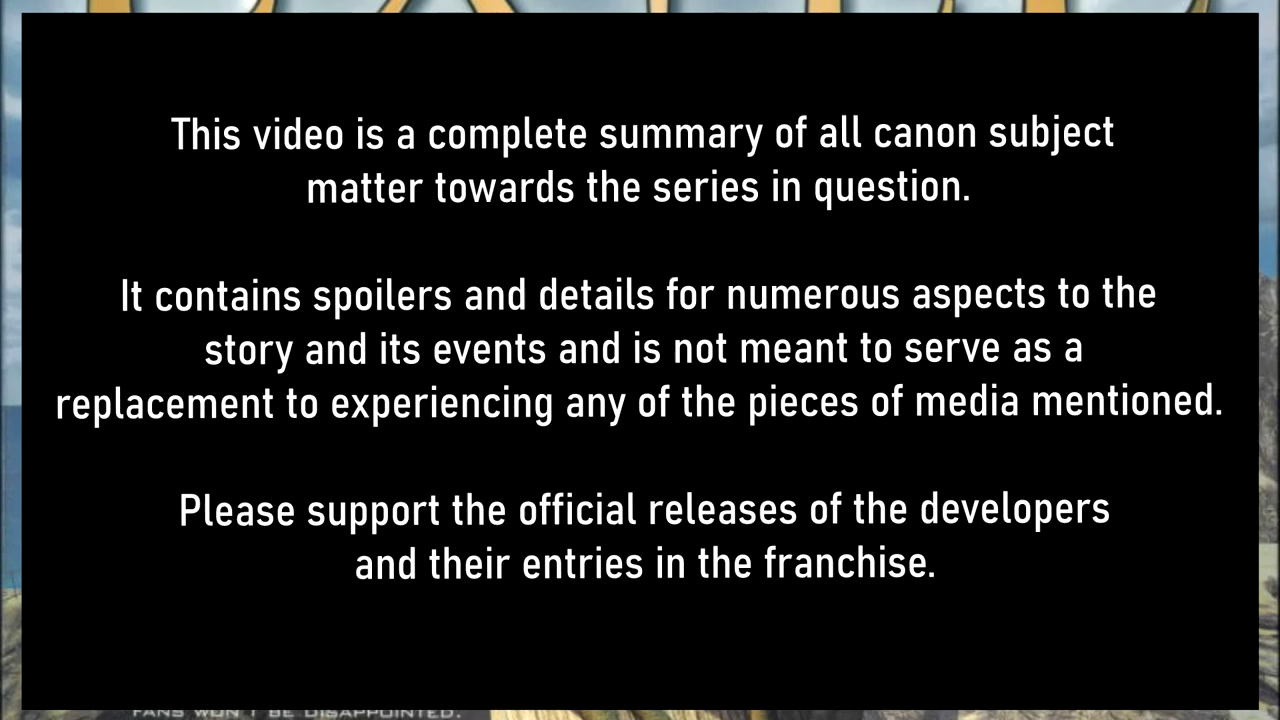 This video is a complete summary of all canon subject
matter towards the series in question.
It contains spoilers and details for numerous aspects to the
story and its events and is not meant to serve as a
replacement to experiencing any of the pieces of media mentioned.
Please support the official releases of the developers
and their entries in the franchise.
FANS WON'T BE DISAPPOINTED.